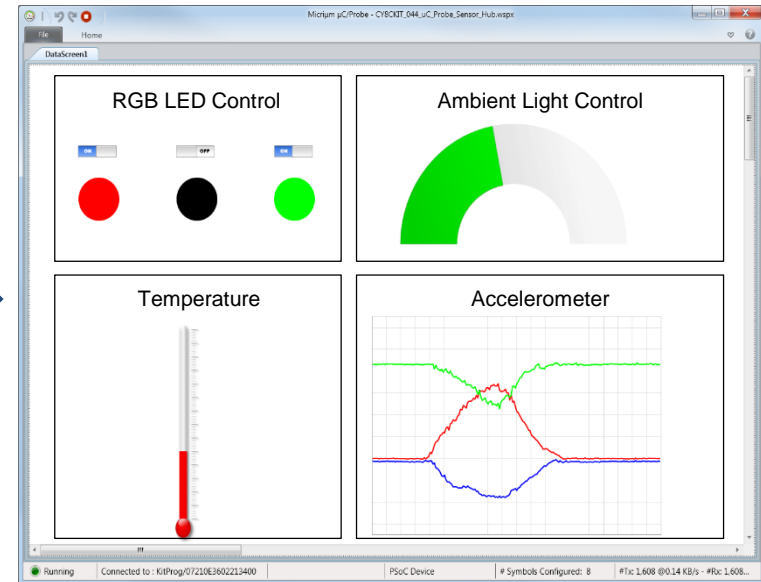 Micriµm µC/Probe - CY8CKIT_044_uC_Probe_Sensor_Hub.wspx
File Home
DataScreen1
RGB LED Control
ON OFF ON
Ambient Light Control
Temperature
Accelerometer
Running Connected to : KitProg/07210E3602213400 PSoC Device # Symbols Configured: 8 #Tx: 1,608 @0.14 KB/s - #Rx: 1,608...